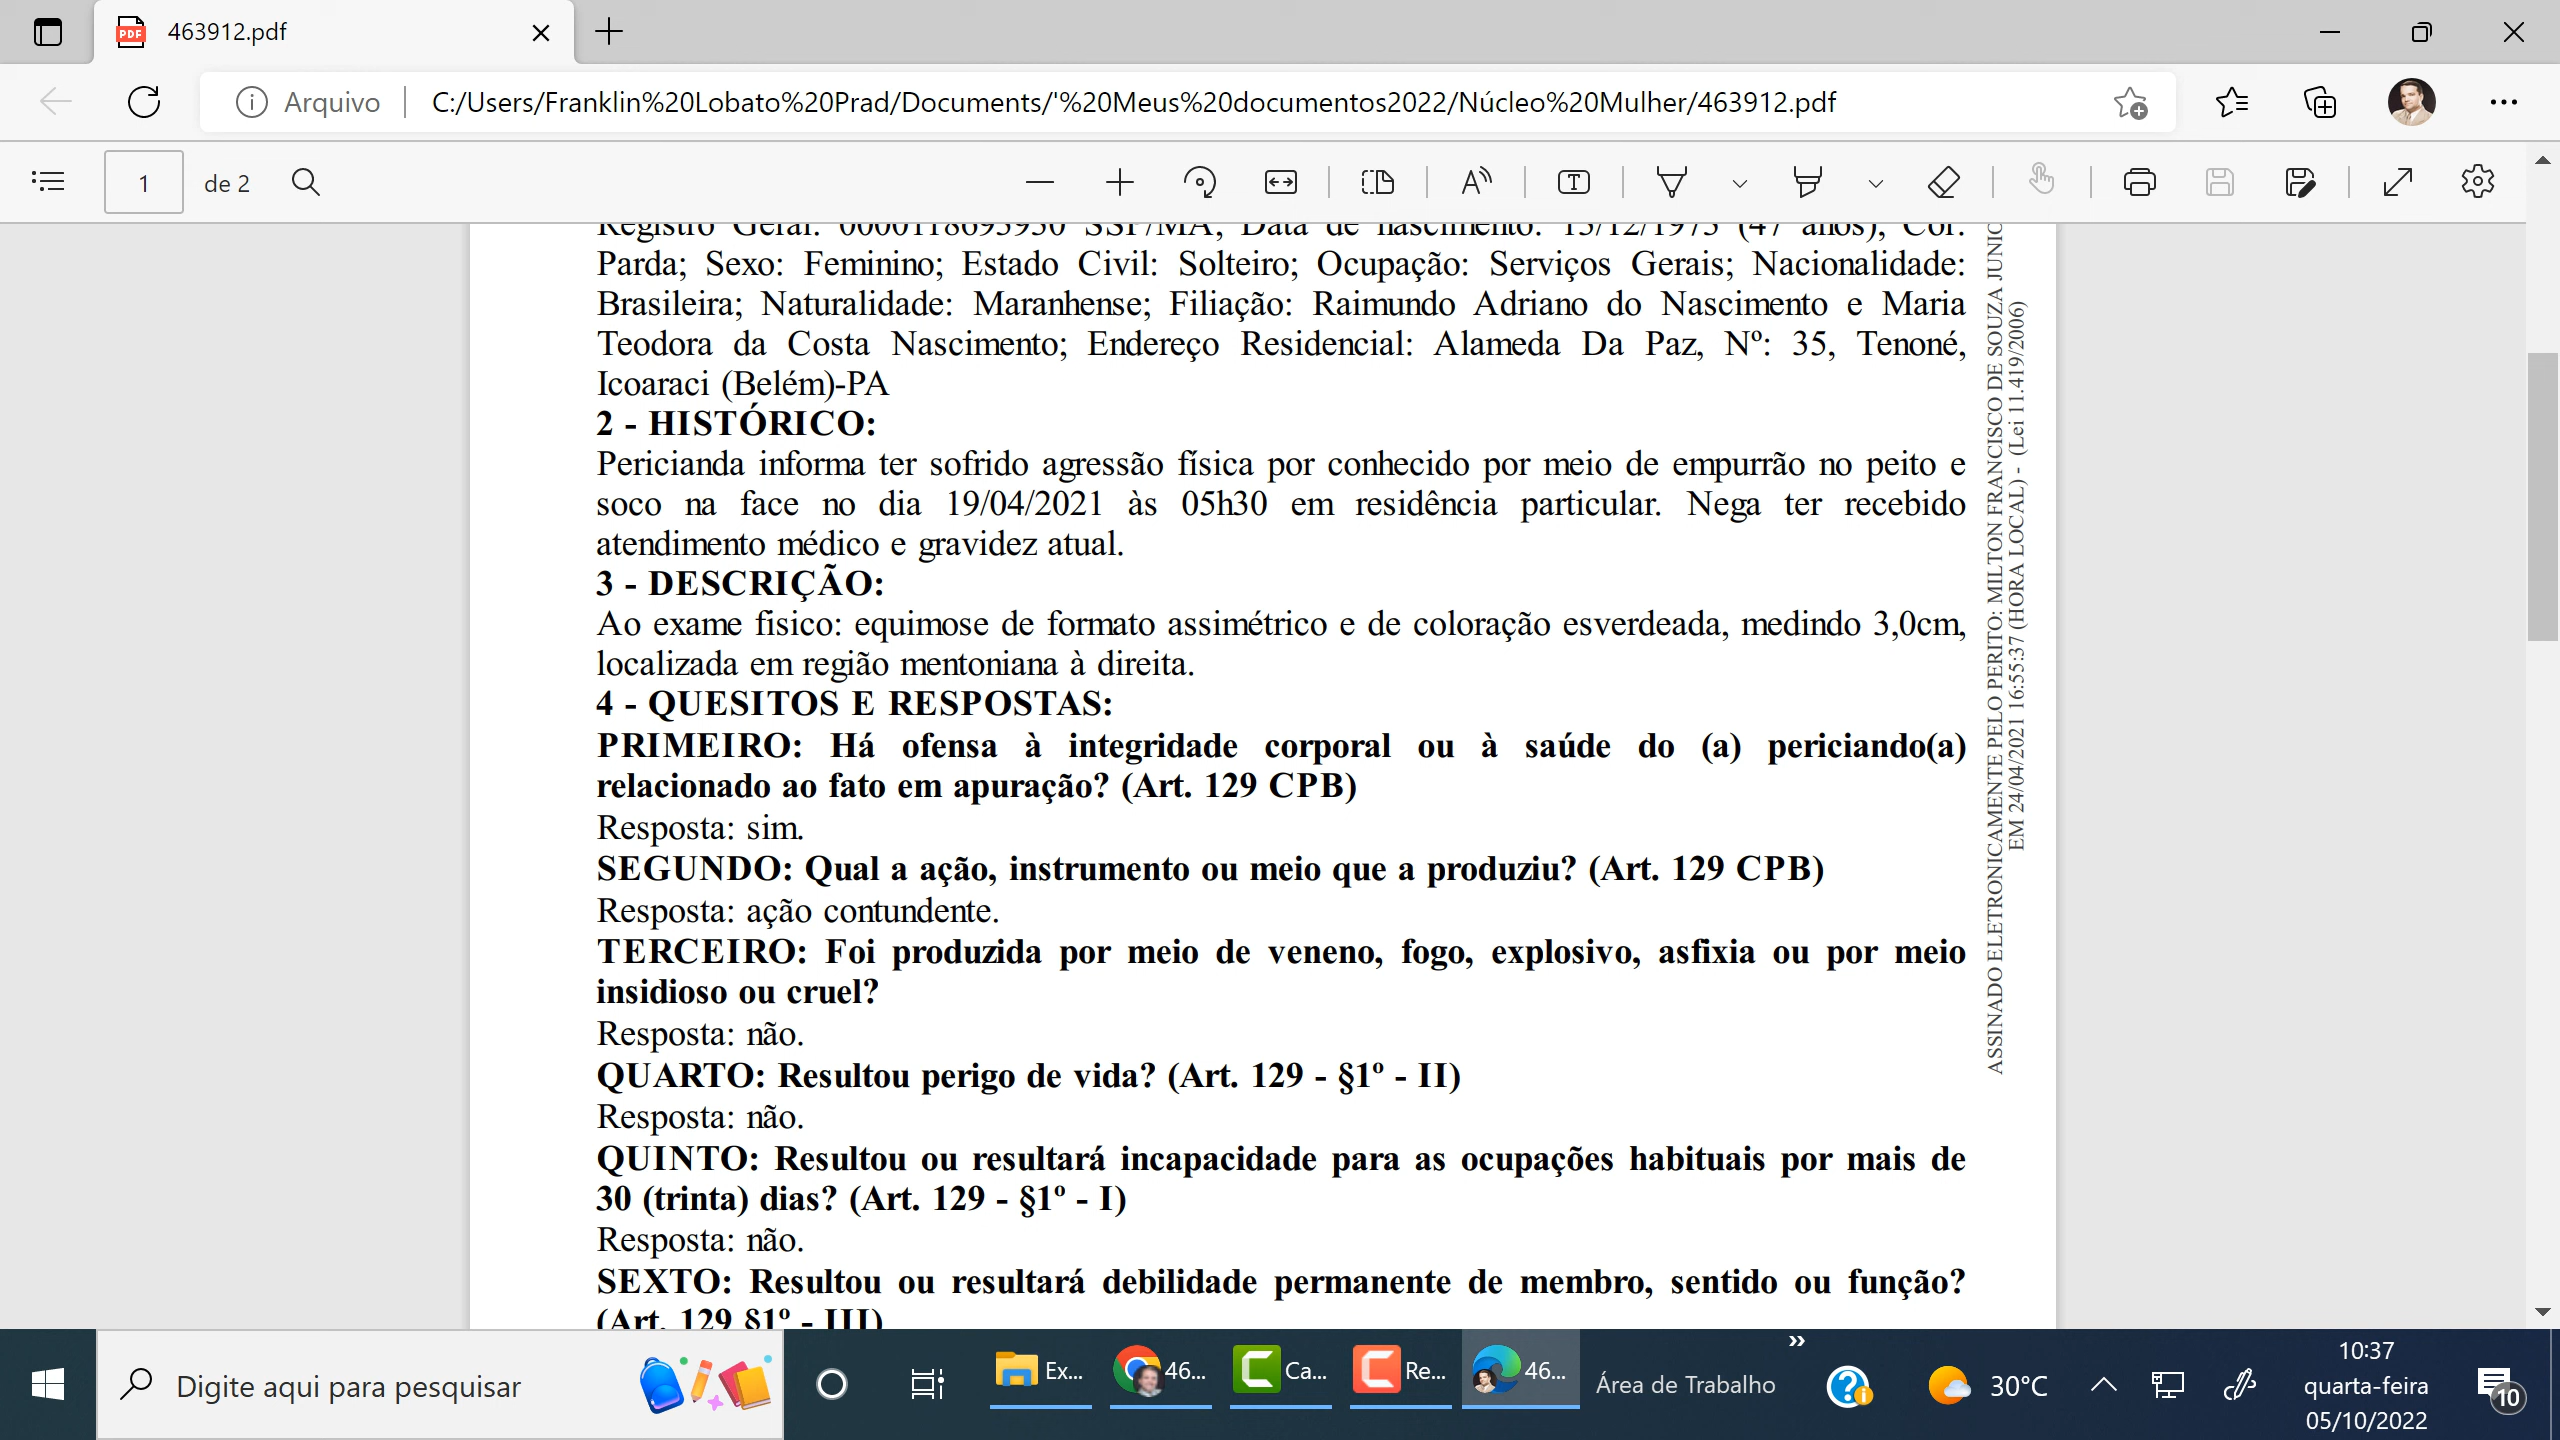 463912.pdf
Arquivo
C:/Users/Franklin%20Lobato%20Prad/Documents/'%20Meus%20documentos2022/Núcleo%20Mulher/463912.pdf
1 de 2
Parda; Sexo: Feminino; Estado Civil: Solteiro; Ocupação: Serviços Gerais; Nacionalidade:
Brasileira; Naturalidade: Maranhense; Filiação: Raimundo Adriano do Nascimento e Maria
Teodora da Costa Nascimento; Endereço Residencial: Alameda Da Paz, Nº: 35, Tenoné,
Icoaraci (Belém)-PA
2 - HISTÓRICO:
Pericianda informa ter sofrido agressão física por conhecido por meio de empurrão no peito e
soco na face no dia 19/04/2021 às 05h30 em residência particular. Nega ter recebido
atendimento médico e gravidez atual.
3 - DESCRIÇÃO:
Ao exame fisico: equimose de formato assimétrico e de coloração esverdeada, medindo 3,0cm,
localizada em região mentoniana à direita.
4 - QUESITOS E RESPOSTAS:
PRIMEIRO: Há ofensa à integridade corporal ou à saúde do (a) periciando(a)
relacionado ao fato em apuração? (Art. 129 CPB)
Resposta: sim.
SEGUNDO: Qual a ação, instrumento ou meio que a produziu? (Art. 129 CPB)
Resposta: ação contundente.
TERCEIRO: Foi produzida por meio de veneno, fogo, explosivo, asfixia ou por meio
insidioso ou cruel?
Resposta: não.
QUARTO: Resultou perigo de vida? (Art. 129 - §1º - II)
Resposta: não.
QUINTO: Resultou ou resultará incapacidade para as ocupações habituais por mais de
30 (trinta) dias? (Art. 129 - §1º - I)
Resposta: não.
SEXTO: Resultou ou resultará debilidade permanente de membro, sentido ou função?
(Art. 129 §1º - III)
ASSINADO ELETRONICAMENTE PELO PERITO: MILTON FRANCISCO DE SOUZA JUNIO
EM 24/04/2021 16:55:37 (HORA LOCAL) - (Lei 11.419/2006)
Digite aqui para pesquisar
Ex...
46...
Ca...
Re...
46...
Área de Trabalho
30°C
10:37
quarta-feira
05/10/2022
10